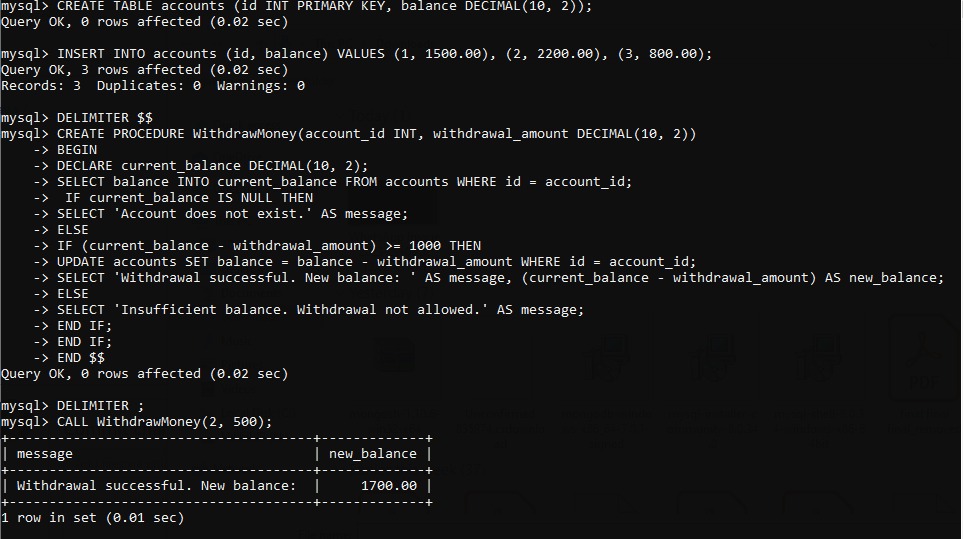 mysql> CREATE TABLE accounts (id INT PRIMARY KEY, balance DECIMAL(10, 2));
Query OK, 0 rows affected (0.02 sec)
mysql> INSERT INTO accounts (id, balance) VALUES (1, 1500.00), (2, 2200.00), (3, 800.00);
Query OK, 3 rows affected (0.02 sec)
Records: 3  Duplicates: 0  Warnings: 0
mysql> DELIMITER $$
mysql> CREATE PROCEDURE WithdrawMoney(account_id INT, withdrawal_amount DECIMAL(10, 2))
    -> BEGIN
    -> DECLARE current_balance DECIMAL(10, 2);
    -> SELECT balance INTO current_balance FROM accounts WHERE id = account_id;
    ->  IF current_balance IS NULL THEN
    -> SELECT 'Account does not exist.' AS message;
    -> ELSE
    -> IF (current_balance - withdrawal_amount) >= 1000 THEN
    -> UPDATE accounts SET balance = balance - withdrawal_amount WHERE id = account_id;
    -> SELECT 'Withdrawal successful. New balance: ' AS message, (current_balance - withdrawal_amount) AS new_balance;
    -> ELSE
    -> SELECT 'Insufficient balance. Withdrawal not allowed.' AS message;
    -> END IF;
    -> END IF;
    -> END $$
Query OK, 0 rows affected (0.02 sec)
mysql> DELIMITER ;
mysql> CALL WithdrawMoney(2, 500);
+--------------------------------------+-------------+
| message                              | new_balance |
+--------------------------------------+-------------+
| Withdrawal successful. New balance:  |     1700.00 |
+--------------------------------------+-------------+
1 row in set (0.01 sec)